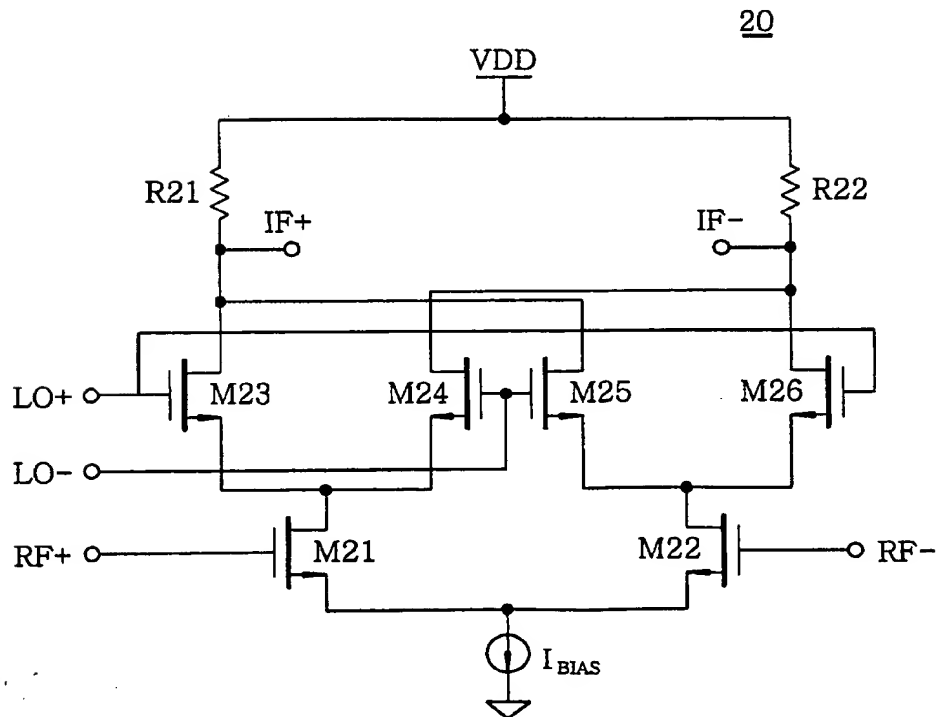 20
VDD
R21
R22
IF+
IF-
LO+
M23
M24
M25
M26
LO-
RF+
M21
M22
RF-
I BIAS